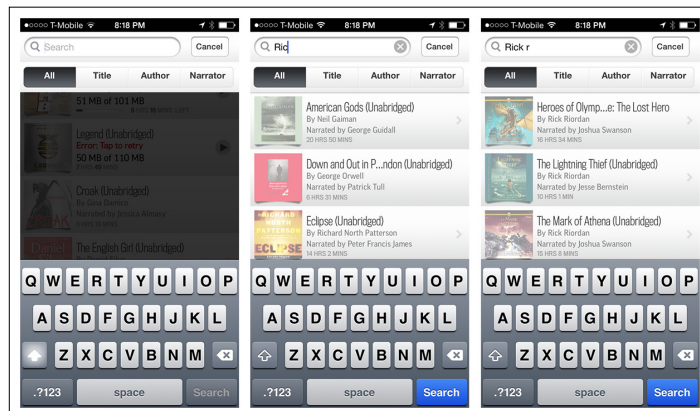 ●○○○○ T-Mobile 8:18 PM
Search
Cancel
All Title Author Narrator
51 MB of 101 MB
Legend (Unabridged)
Error: Tap to retry
50 MB of 110 MB
Croak (Unabridged)
By Gina Damico
Narrated by Jessica Almasy
The English Girl (Unabridged)
Q W E R T Y U I O P
A S D F G H J K L
Z X C V B N M
.?123 space Search
●○○○○ T-Mobile 8:18 PM
Ric
Cancel
All Title Author Narrator
American Gods (Unabridged)
By Neil Gaiman
Narrated by George Guidall
20 HRS 50 MINS
Down and Out in P...ndon (Unabridged)
By George Orwell
Narrated by Patrick Tull
6 HRS 31 MINS
RICHARD
NORTH
PATTERSON
ECLIPSE
Eclipse (Unabridged)
By Richard North Patterson
Narrated by Peter Francis James
14 HRS 2 MINS
Q W E R T Y U I O P
A S D F G H J K L
Z X C V B N M
.?123 space Search
●○○○○ T-Mobile 8:18 PM
Rick r
Cancel
All Title Author Narrator
Heroes of Olymp...e: The Lost Hero
By Rick Riordan
Narrated by Joshua Swanson
16 HRS 34 MINS
The Lightning Thief (Unabridged)
By Rick Riordan
Narrated by Jesse Bernstein
10 HRS 1 MIN
The Mark of Athena (Unabridged)
By Rick Riordan
Narrated by Joshua Swanson
15 HRS 8 MINS
Q W E R T Y U I O P
A S D F G H J K L
Z X C V B N M
.?123 space Search